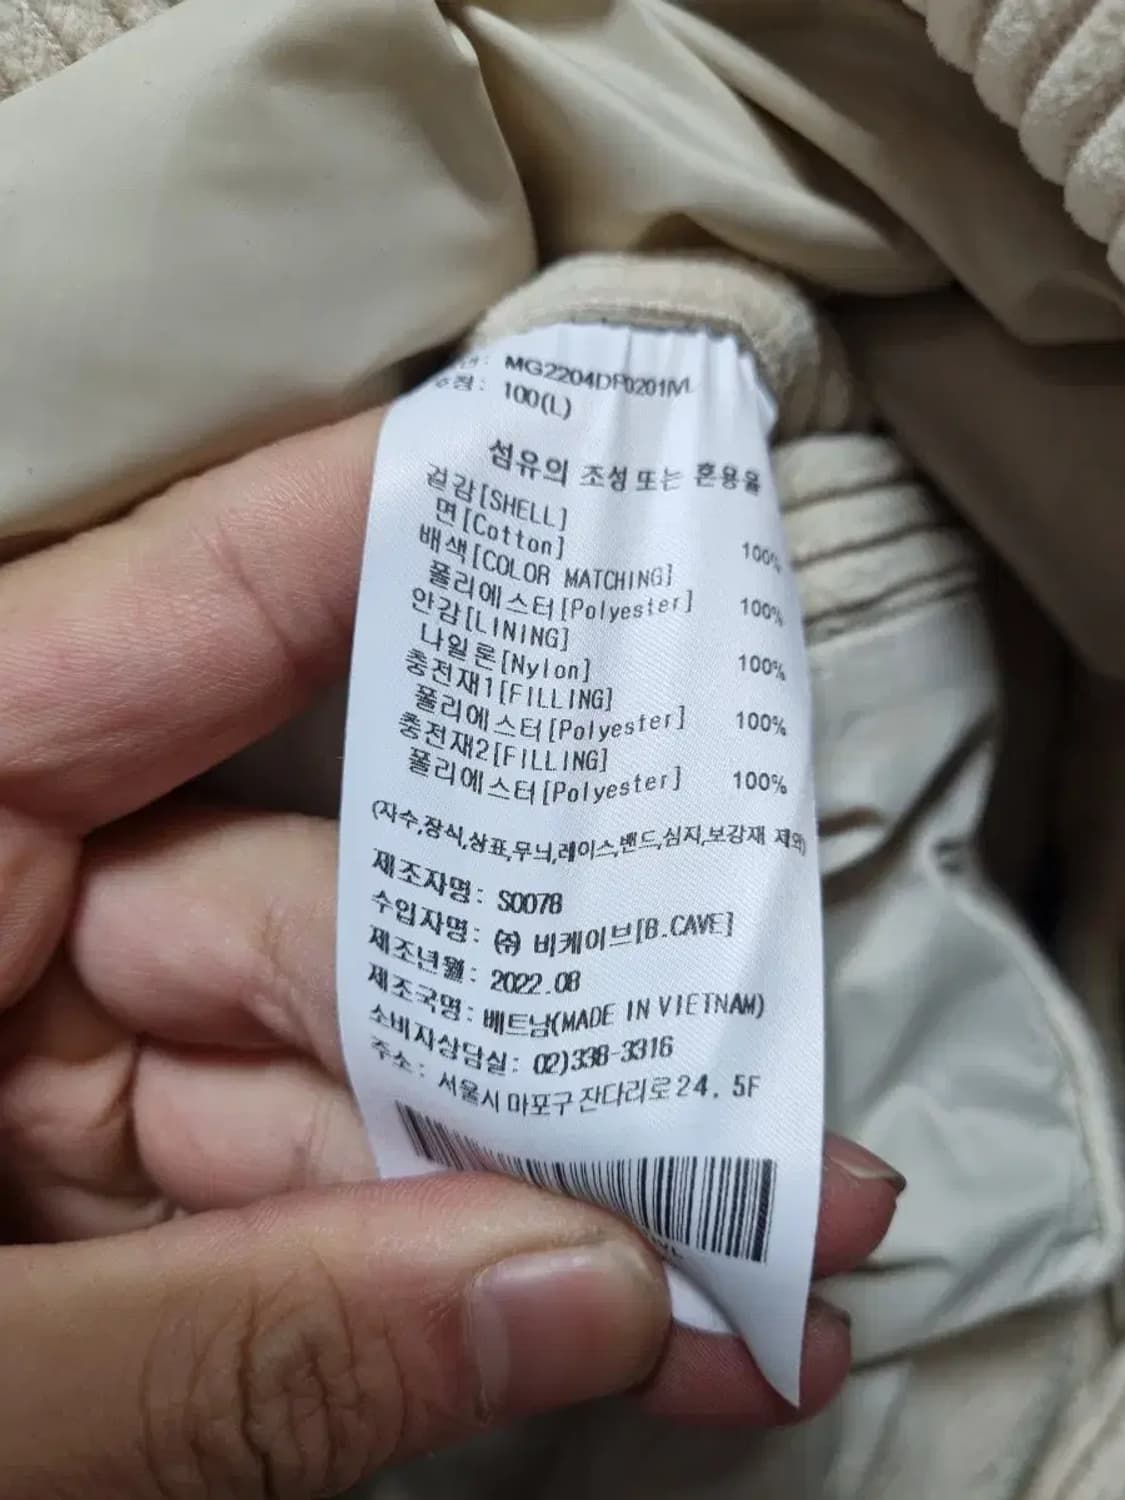 MG2204DF0201M
100(L)
섬유의 조성 또는 혼용율
겉감[SHELL]
면[Cotton] 100%
배색[COLOR MATCHING]
폴리에스터[Polyester] 100%
안감[LINING]
나일론[Nylon] 100%
충전재1[FILLING]
폴리에스터[Polyester] 100%
충전재2[FILLING]
폴리에스터[Polyester] 100%
(자수,장식,상표,무늬,레이스,밴드,심지,보강재 제외)
제조자명: S0078
수입자명: ㈜ 비케이브[B.CAVE]
제조년월: 2022.08
제조국명: 베트남(MADE IN VIETNAM)
소비자상담실: 02)338-3316
주소: 서울시 마포구 잔다리로24. 5F